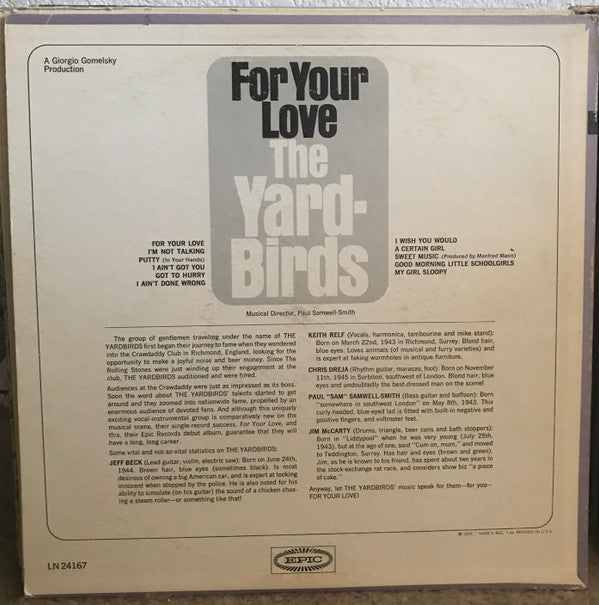 A Giorgio Gomelsky
Production
For Your
Love
The
Yard-
Birds
FOR YOUR LOVE
I'M NOT TALKING
PUTTY (In Your Hands)
I AIN'T GOT YOU
GOT TO HURRY
I AIN'T DONE WRONG
I WISH YOU WOULD
A CERTAIN GIRL
SWEET MUSIC (Produced by Manfred Mann)
GOOD MORNING LITTLE SCHOOLGIRLS
MY GIRL SLOOPY
Musical Director, Paul Samwell-Smith
The group of gentlemen traveling under the name of THE
YARDBIRDS first began their journey to fame when they wandered
into the Crawdaddy Club in Richmond, England, looking for the
opportunity to make a joyful noise and beer money. Since The
Rolling Stones were just winding up their engagement at the
club, THE YARDBIRDS auditioned and were hired.
Audiences at the Crawdaddy were just as impressed as its boss.
Soon the word about THE YARDBIRDS' talents started to get
around and they zoomed into nationwide fame, propelled by an
enormous audience of devoted fans. And although this uniquely
exciting vocal-instrumental group is comparatively new on the
musical scene, their single-record success, For Your Love, and
this, their Epic Records debut album, guarantee that they will
have a long, long career.
Some vital and not-so-vital statistics on THE YARDBIRDS:
JEFF BECK (Lead guitar, violin, electric saw): Born on June 24th,
1944. Brown hair, blue eyes (sometimes black). Is most
desirous of owning a big American car, and is expert at looking
innocent when stopped by the police. He is also noted for his
ability to simulate (on his guitar) the sound of a chicken chas-
ing a steam roller—or something like that!
KEITH RELF (Vocals, harmonica, tambourine and mike stand):
Born on March 22nd, 1943 in Richmond, Surrey. Blond hair,
blue eyes. Loves animals (of musical and furry varieties) and
is expert at faking wormholes in antique furniture.
CHRIS DREJA (Rhythm guitar, maracas, foot): Born on November
11th, 1945 in Surbiton, southwest of London. Blond hair, blue
eyes and undoubtedly the best-dressed man on the scene!
PAUL "SAM" SAMWELL-SMITH (Bass guitar and baffoon): Born
"somewhere in southwest London" on May 8th, 1943. This
curly-headed, blue-eyed lad is fitted with built-in negative and
positive fingers, and voltmeter feet.
JIM McCARTY (Drums, triangle, beer cans and bath stoppers):
Born in "Liddypool" when he was very young (July 25th,
1943), but at the age of one, said "Cum on, mum," and moved
to Teddington, Surrey. Has hair and eyes (brown and green).
Jim, as he is known to his friend, has spent about two years in
the stock-exchange rat race, and considers show biz "a piece
of cake."
Anyway, let THE YARDBIRDS' music speak for them—for you—
FOR YOUR LOVE!
PRINTED IN U.S.A.
EPIC
LN 24167